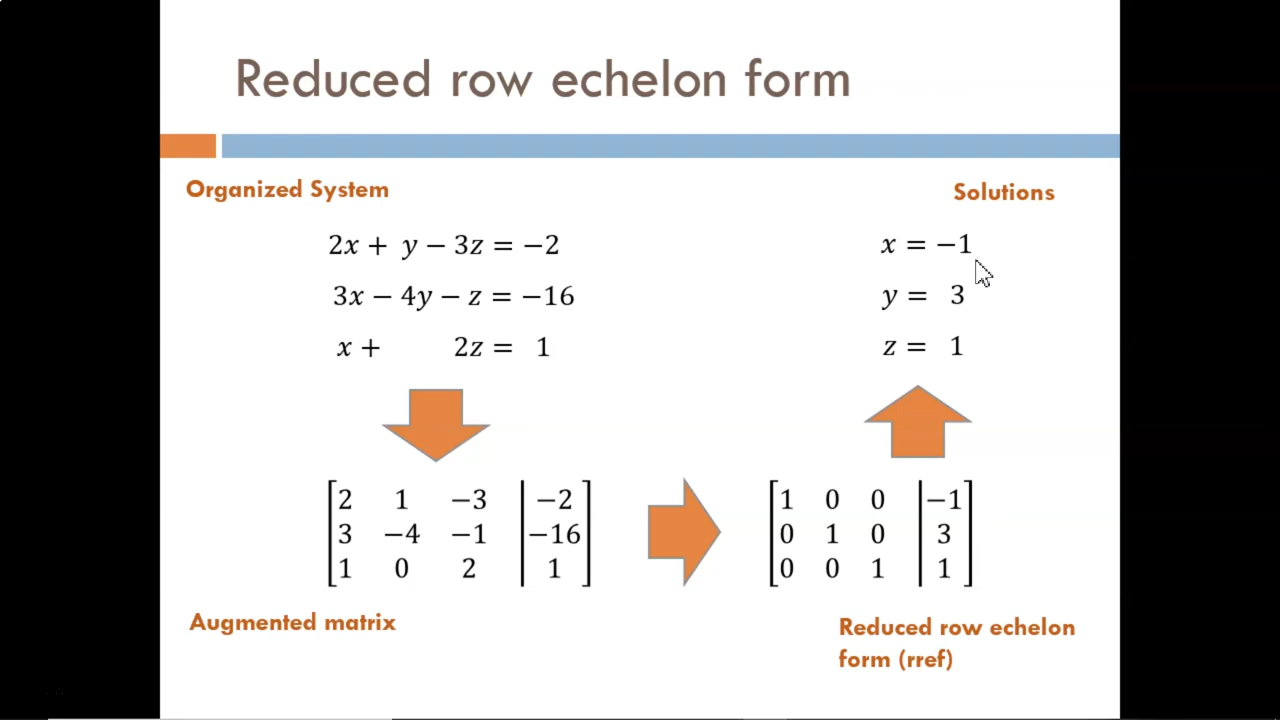 Reduced row echelon form
Organized System
2x + y − 3z = −2
3x − 4y − z = −16
x + 2z = 1
Solutions
x = −1
y = 3
z = 1
[2 1 −3 | −2]
[3 −4 −1 | −16]
[1 0 2 | 1]
Augmented matrix
[1 0 0 | −1]
[0 1 0 | 3]
[0 0 1 | 1]
Reduced row echelon
form (rref)